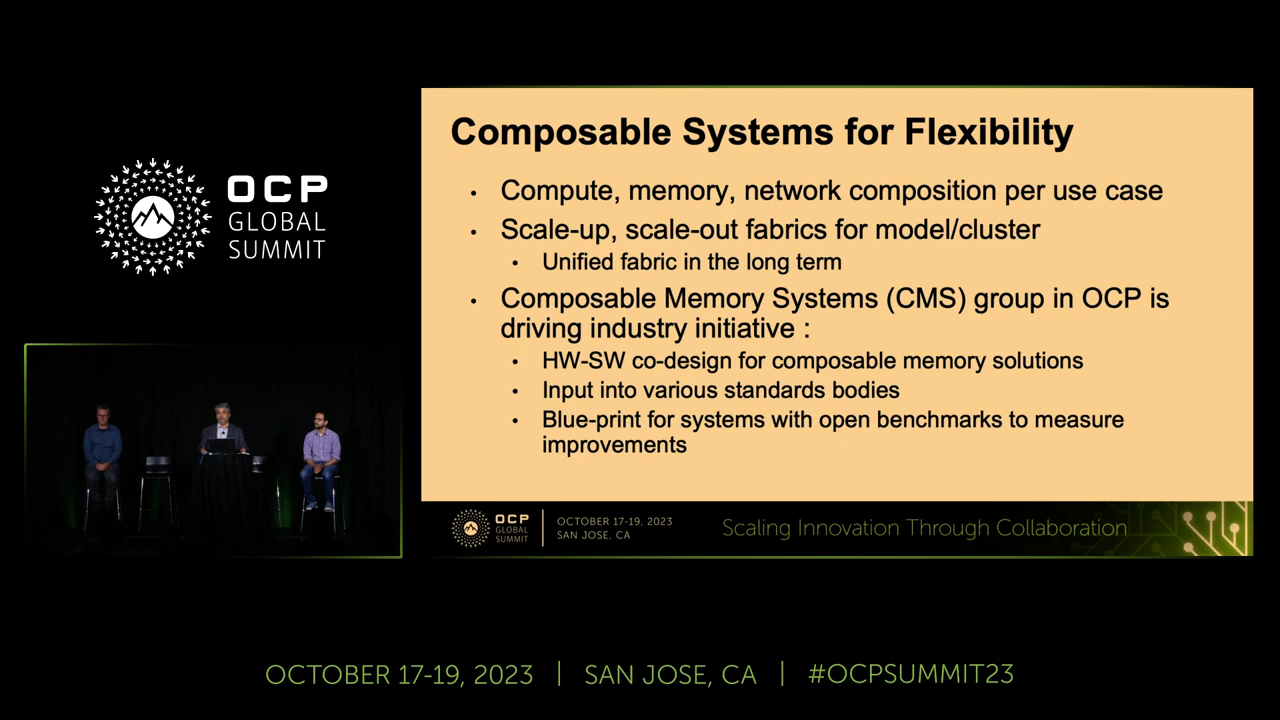 OCP
GLOBAL
SUMMIT
Composable Systems for Flexibility
• Compute, memory, network composition per use case
• Scale-up, scale-out fabrics for model/cluster
• Unified fabric in the long term
• Composable Memory Systems (CMS) group in OCP is
driving industry initiative :
• HW-SW co-design for composable memory solutions
• Input into various standards bodies
• Blue-print for systems with open benchmarks to measure
improvements
OCP
GLOBAL
SUMMIT
OCTOBER 17-19, 2023
SAN JOSE, CA
Scaling Innovation Through Collaboration
OCTOBER 17-19, 2023 | SAN JOSE, CA | #OCPSUMMIT23